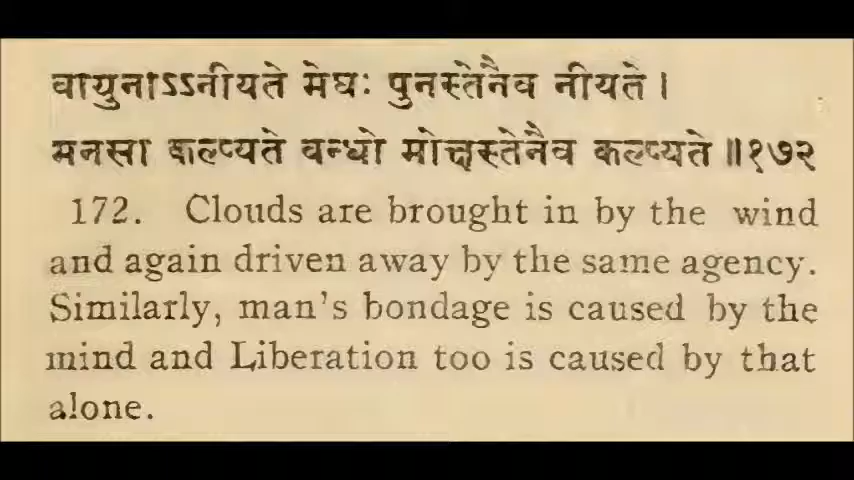 वायुनाऽऽनीयते मेघः पुनस्तेनैव नीयते ।
मनसा कल्प्यते वन्धो मोक्षस्तेनैव कल्प्यते ॥१७२
172. Clouds are brought in by the wind
and again driven away by the same agency.
Similarly, man's bondage is caused by the
mind and Liberation too is caused by that
alone.